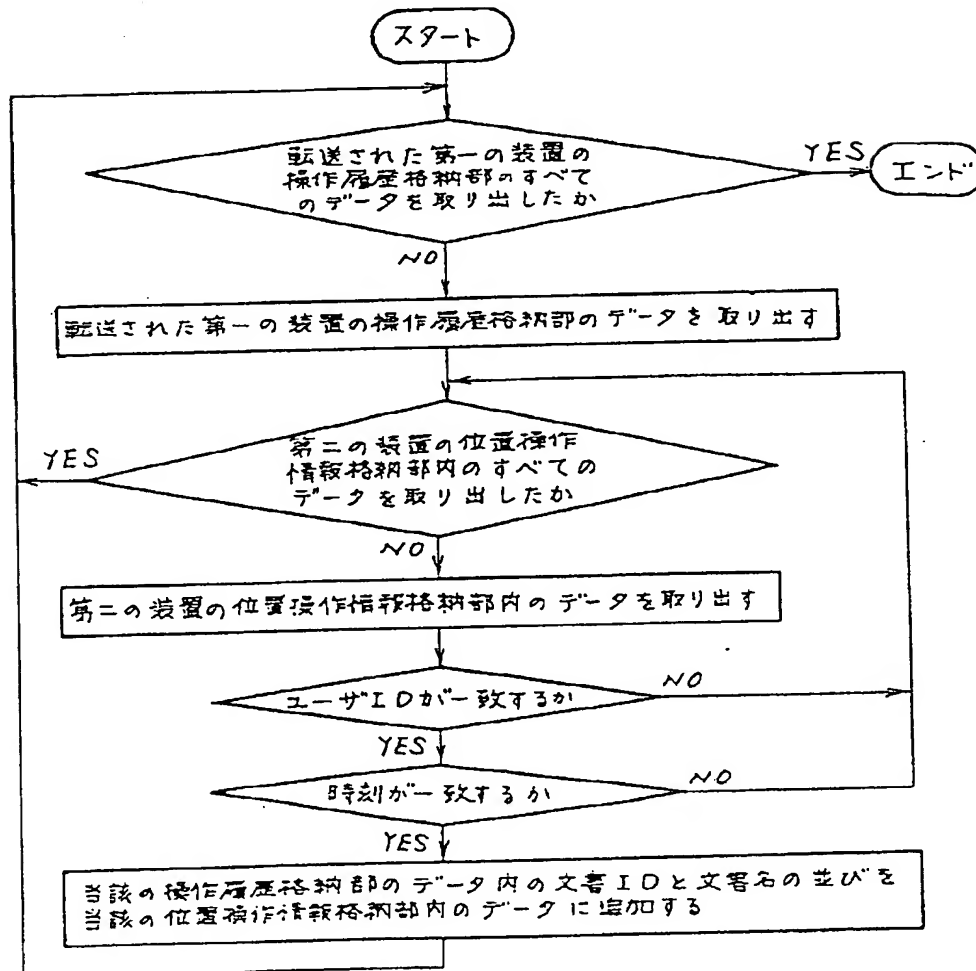 スタート
転送された第一の装置の
操作履歴格納部のすべて
のデータを取り出したか
YES
エンド
NO
転送された第一の装置の操作履歴格納部のデータを取り出す
第二の装置の位置操作
情報格納部内のすべての
データを取り出したか
YES
NO
第二の装置の位置操作情報格納部内のデータを取り出す
ユーザIDが一致するか
NO
YES
時刻が一致するか
NO
YES
当該の操作履歴格納部のデータ内の文書IDと文書名の並びを
当該の位置操作情報格納部内のデータに追加する